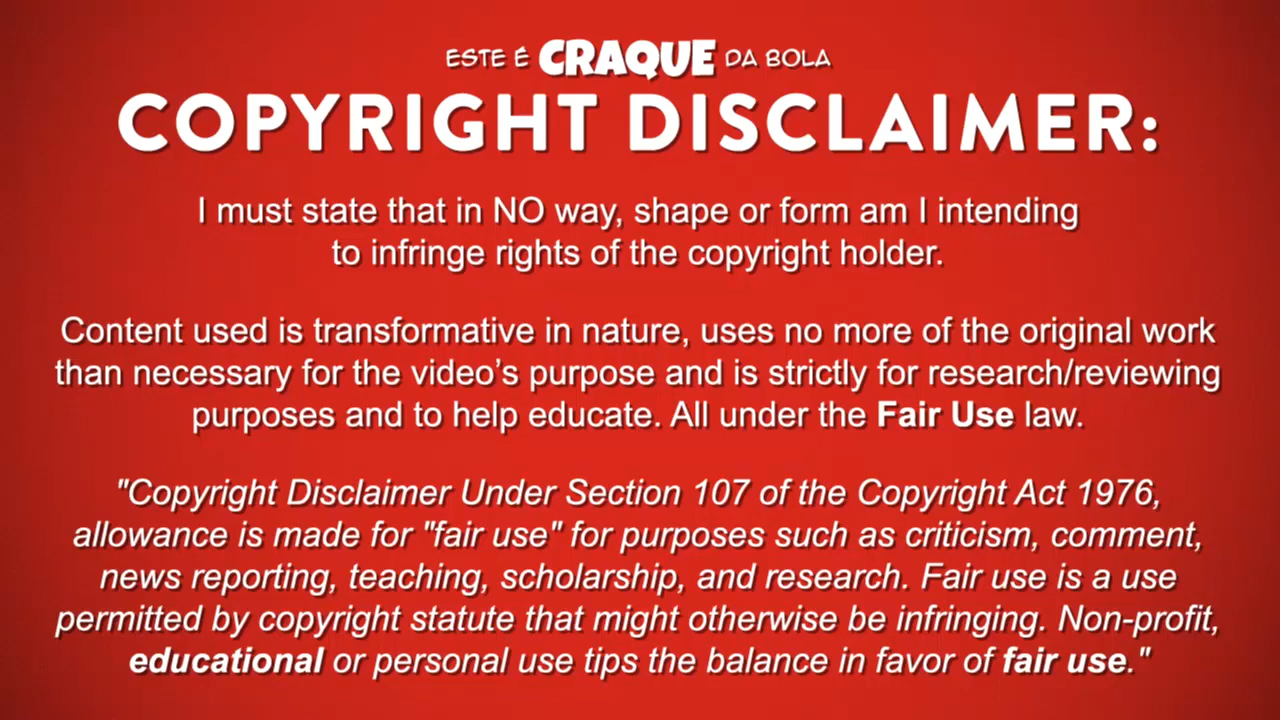 ESTE É CRAQUE DA BOLA
COPYRIGHT DISCLAIMER:
I must state that in NO way, shape or form am I intending
to infringe rights of the copyright holder.
Content used is transformative in nature, uses no more of the original work
than necessary for the video’s purpose and is strictly for research/reviewing
purposes and to help educate. All under the Fair Use law.
"Copyright Disclaimer Under Section 107 of the Copyright Act 1976,
allowance is made for "fair use" for purposes such as criticism, comment,
news reporting, teaching, scholarship, and research. Fair use is a use
permitted by copyright statute that might otherwise be infringing. Non-profit,
educational or personal use tips the balance in favor of fair use."